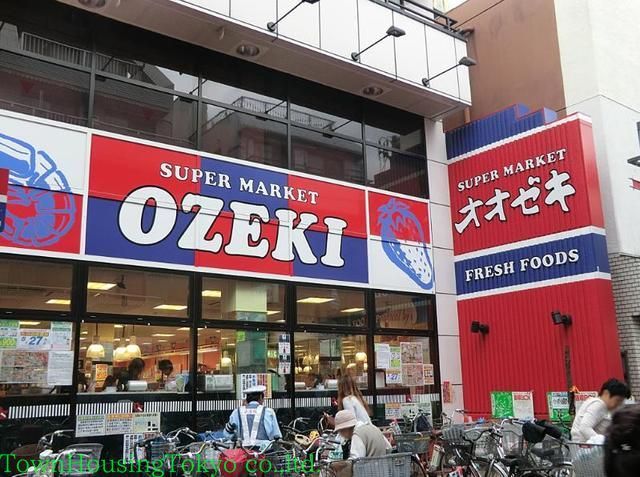 SUPER MARKET
OZEKI
SUPER MARKET
オオゼキ
FRESH FOODS
TownHousingTokyo co.,ltd.